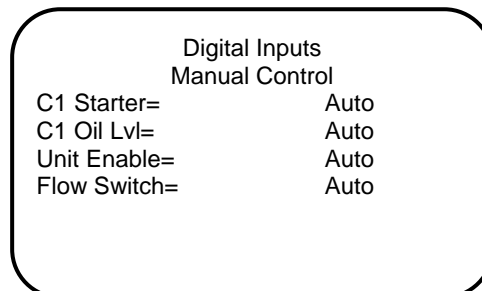 Digital Inputs
Manual Control
C1 Starter= Auto
C1 Oil Lvl= Auto
Unit Enable= Auto
Flow Switch= Auto